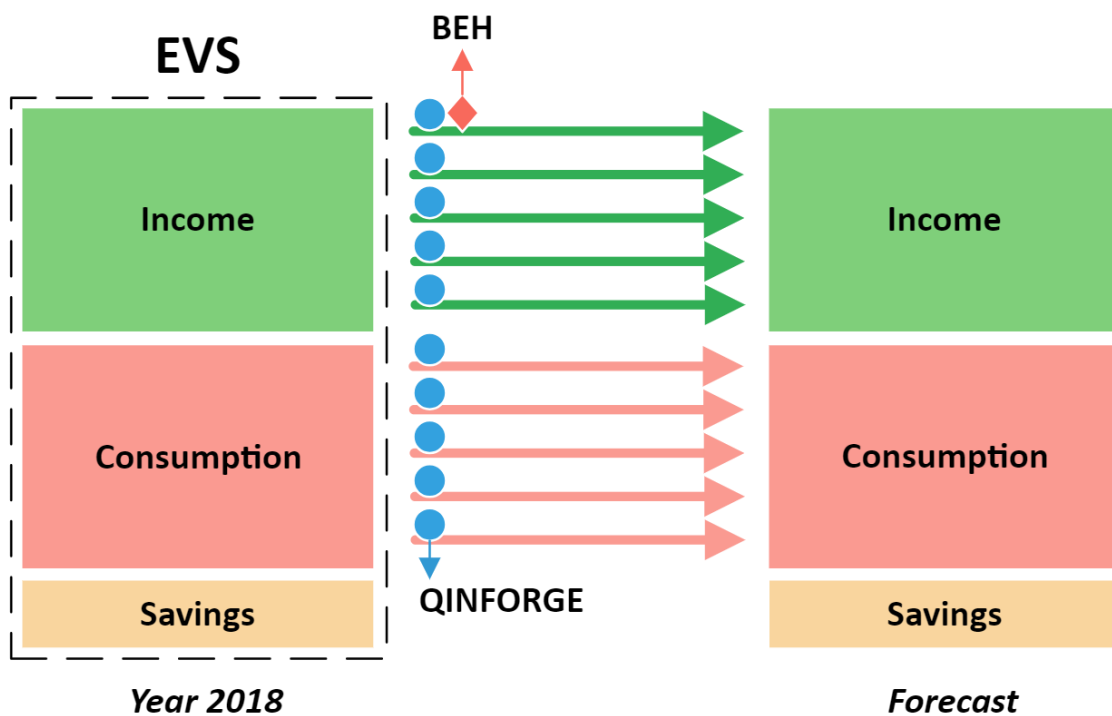 BEH
EVS
Income
Income
Consumption
Consumption
QINFORGE
Savings
Savings
Year 2018
Forecast